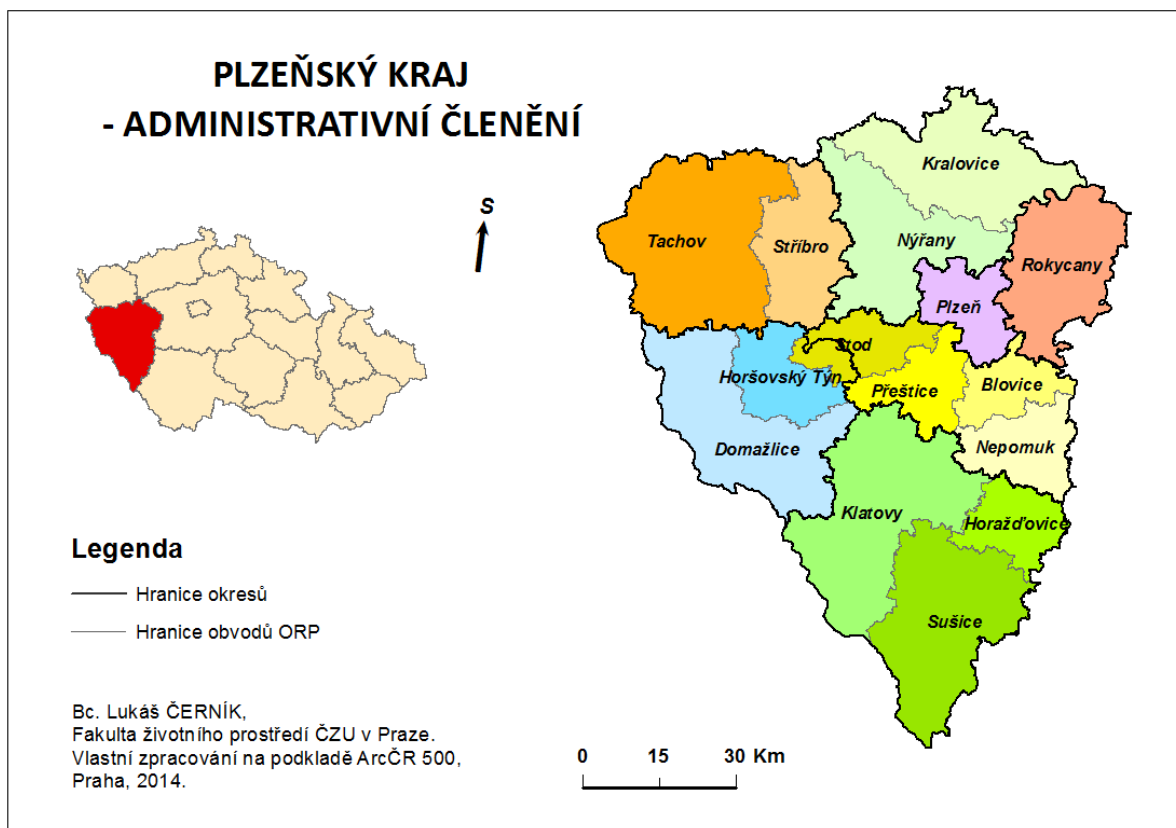 PLZEŇSKÝ KRAJ
- ADMINISTRATIVNÍ ČLENĚNÍ
S
Kralovice
Tachov
Stříbro
Nýřany
Rokycany
Plzeň
Stod
Horšovský Týn
Přeštice
Blovice
Domažlice
Nepomuk
Klatovy
Horažďovice
Sušice
Legenda
Hranice okresů
Hranice obvodů ORP
Bc. Lukáš ČERNÍK,
Fakulta životního prostředí ČZU v Praze.
Vlastní zpracování na podkladě ArcČR 500,
Praha, 2014.
0 15 30 Km